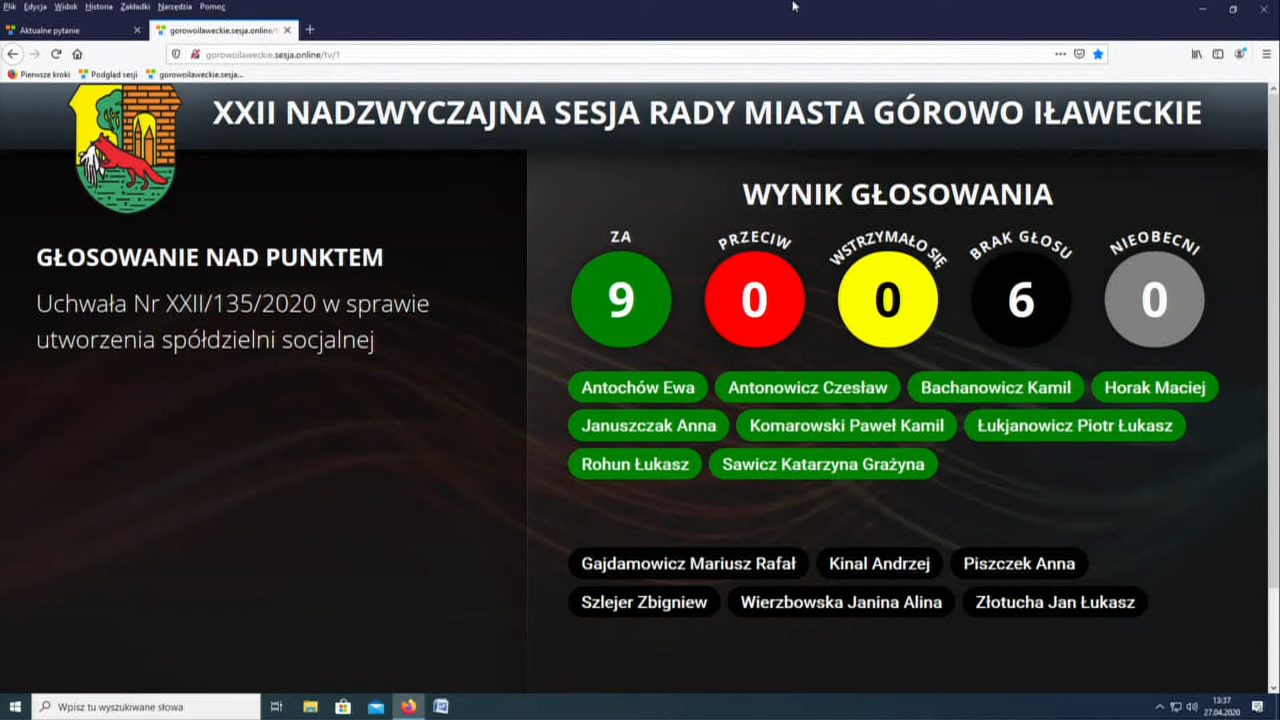 Plik Edycja Widok Historia Zakładki Narzędzia Pomoc
Aktualne pytanie
gorowoilaweckie.sesja.online/t
gorowoilaweckie.sesja.online/tv/1
Pierwsze kroki Podgląd sesji gorowoilaweckie.sesja...
XXII NADZWYCZAJNA SESJA RADY MIASTA GÓROWO IŁAWECKIE
GŁOSOWANIE NAD PUNKTEM
Uchwała Nr XXII/135/2020 w sprawie
utworzenia spółdzielni socjalnej
WYNIK GŁOSOWANIA
ZA PRZECIW WSTRZYMAŁO SIĘ BRAK GŁOSU NIEOBECNI
9 0 0 6 0
Antochów Ewa Antonowicz Czesław Bachanowicz Kamil Horak Maciej
Januszczak Anna Komarowski Paweł Kamil Łukjanowicz Piotr Łukasz
Rohun Łukasz Sawicz Katarzyna Grażyna
Gajdamowicz Mariusz Rafał Kinal Andrzej Piszczek Anna
Szlejer Zbigniew Wierzbowska Janina Alina Złotucha Jan Łukasz
Wpisz tu wyszukiwane słowa
13:37
27.04.2020